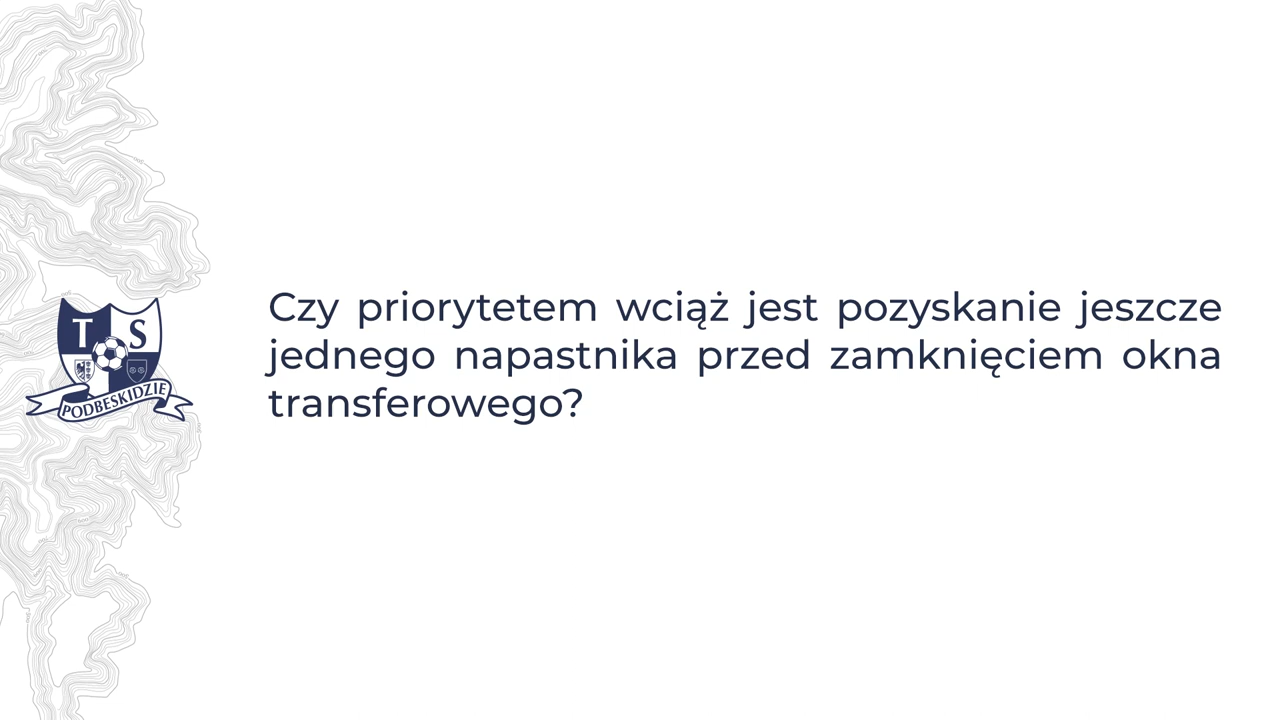 Czy priorytetem wciąż jest pozyskanie jeszcze
jednego napastnika przed zamknięciem okna
transferowego?
T S
PODBESKIDZIE